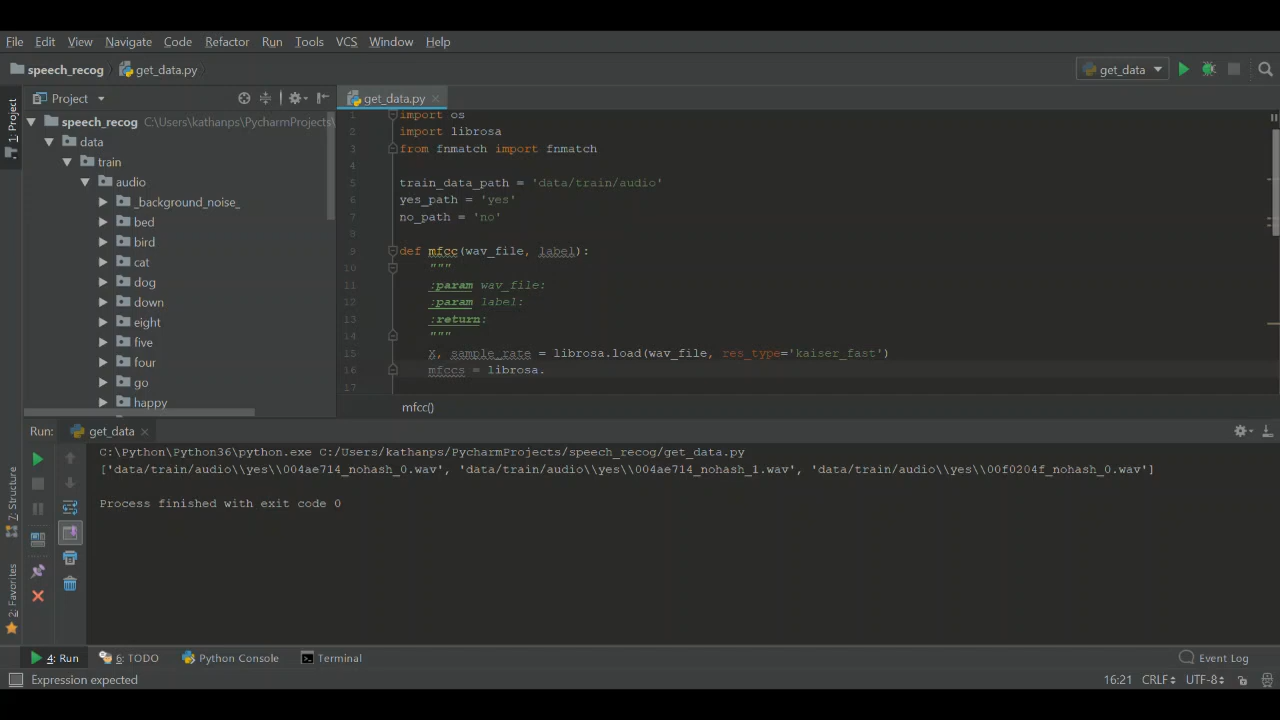 File Edit View Navigate Code Refactor Run Tools VCS Window Help
speech_recog get_data.py get_data
1: Project
Project
get_data.py
speech_recog C:\Users\kathanps\PycharmProjects\
data
train
audio
_background_noise_
bed
bird
cat
dog
down
eight
five
four
go
happy
1 import os
2 import librosa
3 from fnmatch import fnmatch
4
5 train_data_path = 'data/train/audio'
6 yes_path = 'yes'
7 no_path = 'no'
8
9 def mfcc(wav_file, label):
10 """
11 :param wav_file:
12 :param label:
13 :return:
14 """
15 X, sample_rate = librosa.load(wav_file, res_type='kaiser_fast')
16 mfccs = librosa.
17
mfcc()
Run: get_data
C:\Python\Python36\python.exe C:/Users/kathanps/PycharmProjects/speech_recog/get_data.py
['data/train/audio\\yes\\004ae714_nohash_0.wav', 'data/train/audio\\yes\\004ae714_nohash_1.wav', 'data/train/audio\\yes\\00f0204f_nohash_0.wav']
Process finished with exit code 0
7: Structure
2: Favorites
4: Run 6: TODO Python Console Terminal Event Log
Expression expected 16:21 CRLF UTF-8